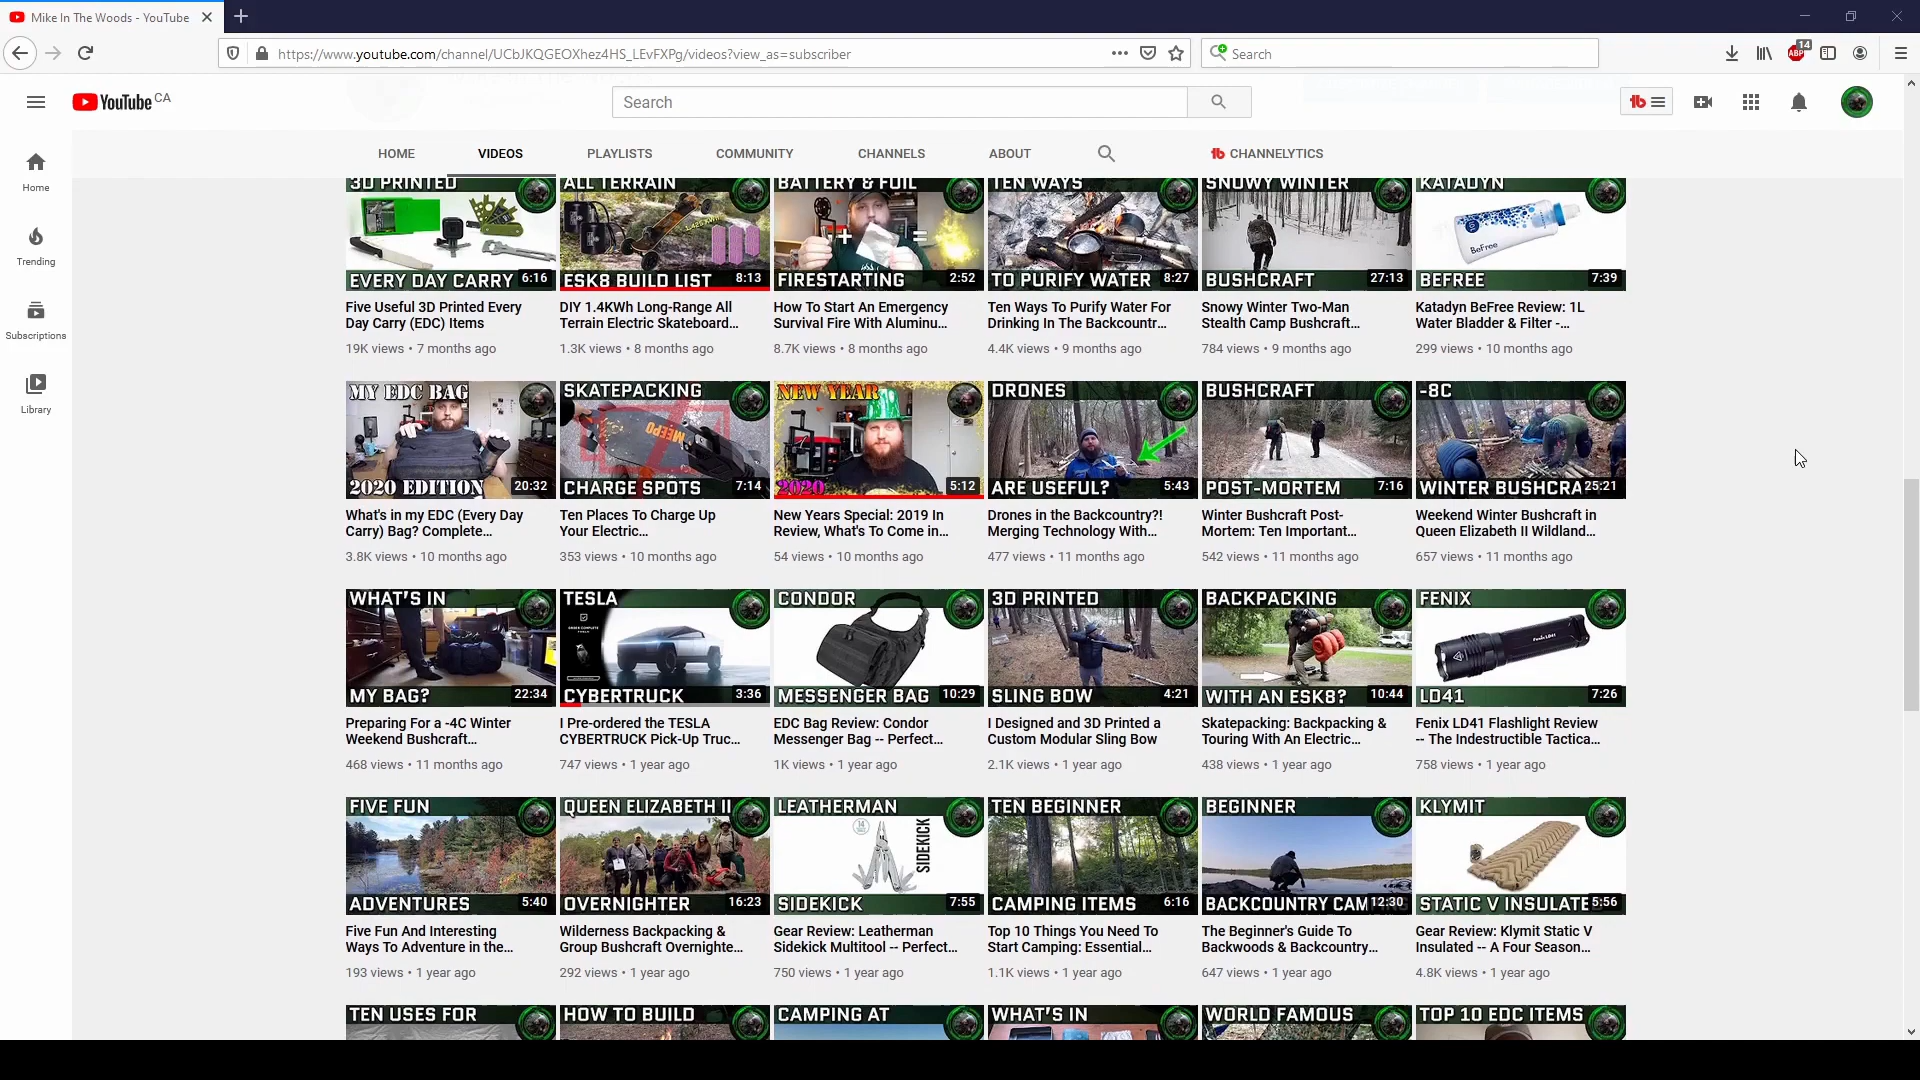 Mike In The Woods - YouTube
https://www.youtube.com/channel/UCbJKQGEOXhez4HS_LEvFXPg/videos?view_as=subscriber
Search
ABP
14
YouTube CA
Search
HOME
VIDEOS
PLAYLISTS
COMMUNITY
CHANNELS
ABOUT
CHANNELYTICS
Home
Trending
Subscriptions
Library
3D PRINTED
EVERY DAY CARRY
6:16
Five Useful 3D Printed Every
Day Carry (EDC) Items
19K views • 7 months ago
ALL TERRAIN
ESK8 BUILD LIST
8:13
DIY 1.4KWh Long-Range All
Terrain Electric Skateboard...
1.3K views • 8 months ago
BATTERY & FOIL
+
=
FIRESTARTING
2:52
How To Start An Emergency
Survival Fire With Aluminu...
8.7K views • 8 months ago
TEN WAYS
TO PURIFY WATER
8:27
Ten Ways To Purify Water For
Drinking In The Backcountr...
4.4K views • 9 months ago
SNOWY WINTER
BUSHCRAFT
27:13
Snowy Winter Two-Man
Stealth Camp Bushcraft...
784 views • 9 months ago
KATADYN
BeFree
BEFREE
7:39
Katadyn BeFree Review: 1L
Water Bladder & Filter -...
299 views • 10 months ago
MY EDC BAG
2020 EDITION
20:32
What's in my EDC (Every Day
Carry) Bag? Complete...
3.8K views • 10 months ago
SKATEPACKING
MEEPO
CHARGE SPOTS
7:14
Ten Places To Charge Up
Your Electric...
353 views • 10 months ago
NEW YEAR
2020
5:12
New Years Special: 2019 In
Review, What's To Come in...
54 views • 10 months ago
DRONES
ARE USEFUL?
5:43
Drones in the Backcountry?!
Merging Technology With...
477 views • 11 months ago
BUSHCRAFT
POST-MORTEM
7:16
Winter Bushcraft Post-
Mortem: Ten Important...
542 views • 11 months ago
-8C
WINTER BUSHCRA
25:21
Weekend Winter Bushcraft in
Queen Elizabeth II Wildland...
657 views • 11 months ago
WHAT'S IN
MY BAG?
22:34
Preparing For a -4C Winter
Weekend Bushcraft...
468 views • 11 months ago
TESLA
CYBERTRUCK
3:36
I Pre-ordered the TESLA
CYBERTRUCK Pick-Up Truc...
747 views • 1 year ago
CONDOR
MESSENGER BAG
10:29
EDC Bag Review: Condor
Messenger Bag -- Perfect...
1K views • 1 year ago
3D PRINTED
SLING BOW
4:21
I Designed and 3D Printed a
Custom Modular Sling Bow
2.1K views • 1 year ago
BACKPACKING
WITH AN ESK8?
10:44
Skatepacking: Backpacking &
Touring With An Electric...
438 views • 1 year ago
FENIX
Fenix LD41
LD41
7:26
Fenix LD41 Flashlight Review
-- The Indestructible Tactica...
758 views • 1 year ago
FIVE FUN
ADVENTURES
5:40
Five Fun And Interesting
Ways To Adventure in the...
193 views • 1 year ago
QUEEN ELIZABETH II
OVERNIGHTER
16:23
Wilderness Backpacking &
Group Bushcraft Overnighte...
292 views • 1 year ago
LEATHERMAN
14
SIDEKICK
SIDEKICK
7:55
Gear Review: Leatherman
Sidekick Multitool -- Perfect...
750 views • 1 year ago
TEN BEGINNER
CAMPING ITEMS
6:16
Top 10 Things You Need To
Start Camping: Essential...
1.1K views • 1 year ago
BEGINNER
BACKCOUNTRY CAMPING
12:30
The Beginner's Guide To
Backwoods & Backcountry...
647 views • 1 year ago
KLYMIT
STATIC V INSULATE
5:56
Gear Review: Klymit Static V
Insulated -- A Four Season...
4.8K views • 1 year ago
TEN USES FOR
HOW TO BUILD
CAMPING AT
WHAT'S IN
WORLD FAMOUS
TOP 10 EDC ITEMS